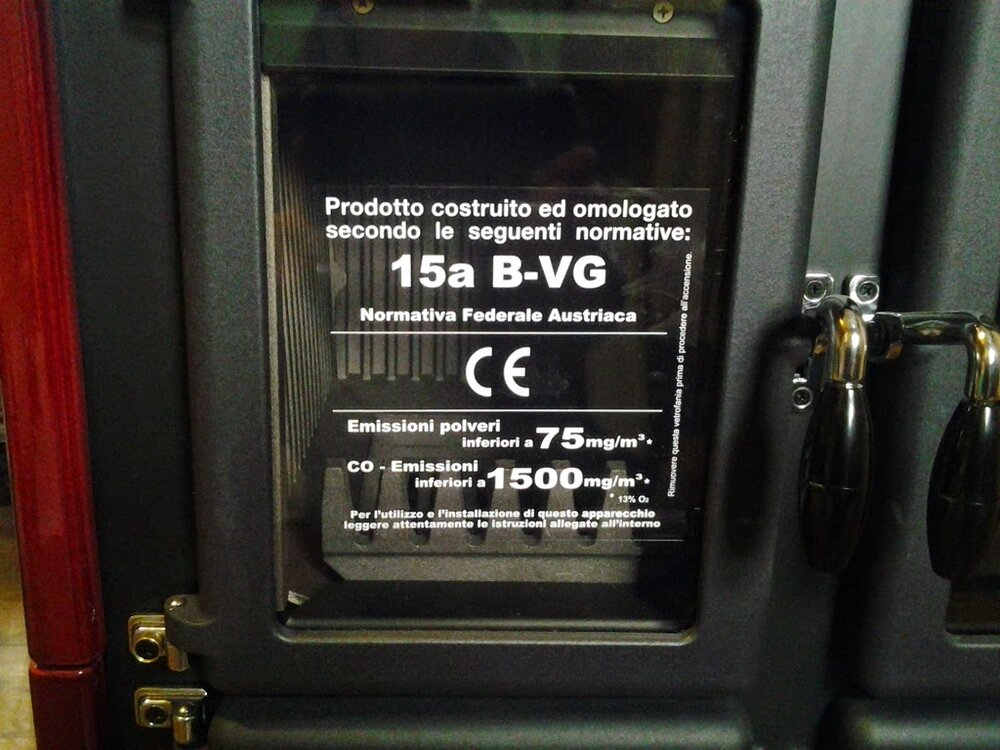 Prodotto costruito ed omologato
secondo le seguenti normative:
15a B-VG
Normativa Federale Austriaca
CE
Emissioni polveri
inferiori a 75mg/m³*
CO - Emissioni
inferiori a 1500mg/m³*
* 13% O₂
Per l'utilizzo e l'installazione di questo apparecchio
leggere attentamente le istruzioni allegate all'interno
Rimuovere questa vetrofania prima di procedere all'accensione.